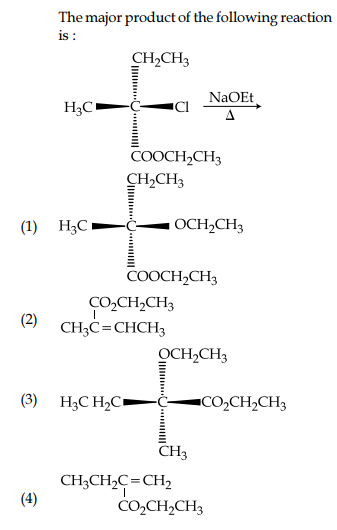 The major product of the following reaction
is :
CH₂CH₃
H₃C C Cl NaOEt
Δ
COOCH₂CH₃
CH₂CH₃
(1) H₃C C OCH₂CH₃
COOCH₂CH₃
CO₂CH₂CH₃
(2) CH₃C=CHCH₃
OCH₂CH₃
(3) H₃C H₂C C CO₂CH₂CH₃
CH₃
CH₃CH₂C=CH₂
(4) CO₂CH₂CH₃